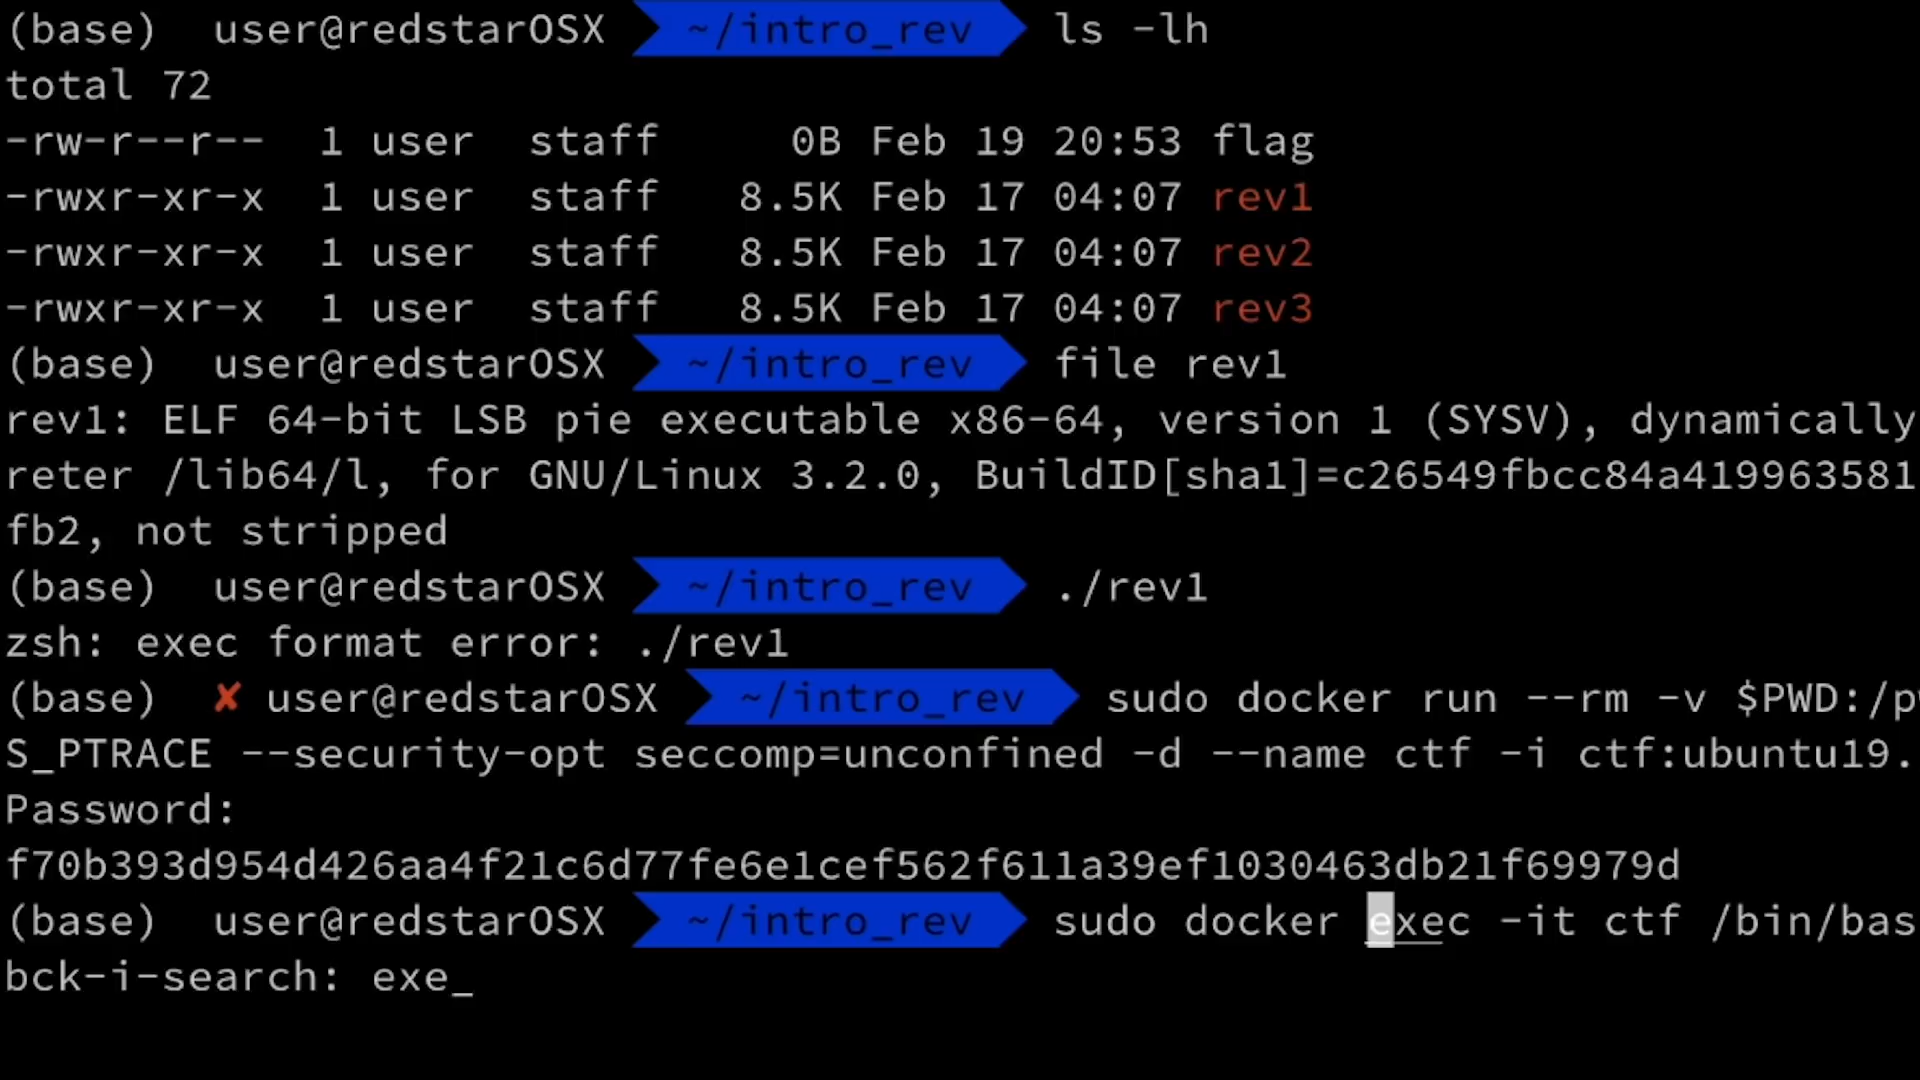 (base) user@redstarOSX ~/intro_rev ls -lh
total 72
-rw-r--r-- 1 user staff 0B Feb 19 20:53 flag
-rwxr-xr-x 1 user staff 8.5K Feb 17 04:07 rev1
-rwxr-xr-x 1 user staff 8.5K Feb 17 04:07 rev2
-rwxr-xr-x 1 user staff 8.5K Feb 17 04:07 rev3
(base) user@redstarOSX ~/intro_rev file rev1
rev1: ELF 64-bit LSB pie executable x86-64, version 1 (SYSV), dynamically
reter /lib64/l, for GNU/Linux 3.2.0, BuildID[sha1]=c26549fbcc84a419963581
fb2, not stripped
(base) user@redstarOSX ~/intro_rev ./rev1
zsh: exec format error: ./rev1
(base) ✘ user@redstarOSX ~/intro_rev sudo docker run --rm -v $PWD:/p
S_PTRACE --security-opt seccomp=unconfined -d --name ctf -i ctf:ubuntu19.
Password:
f70b393d954d426aa4f21c6d77fe6e1cef562f611a39ef1030463db21f69979d
(base) user@redstarOSX ~/intro_rev sudo docker exec -it ctf /bin/bas
bck-i-search: exe_